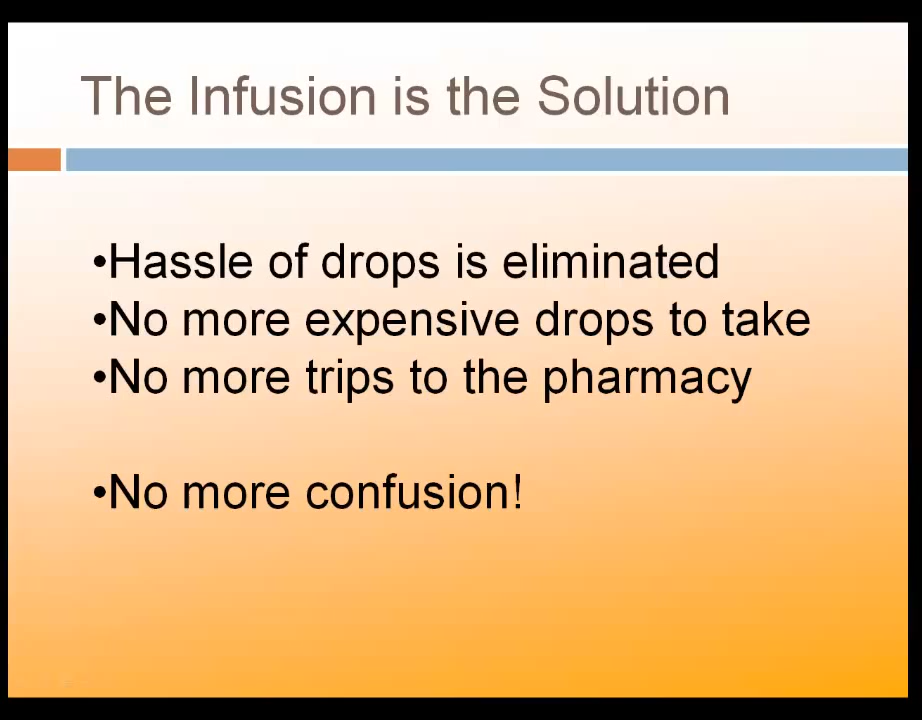 The Infusion is the Solution
•Hassle of drops is eliminated
•No more expensive drops to take
•No more trips to the pharmacy
•No more confusion!